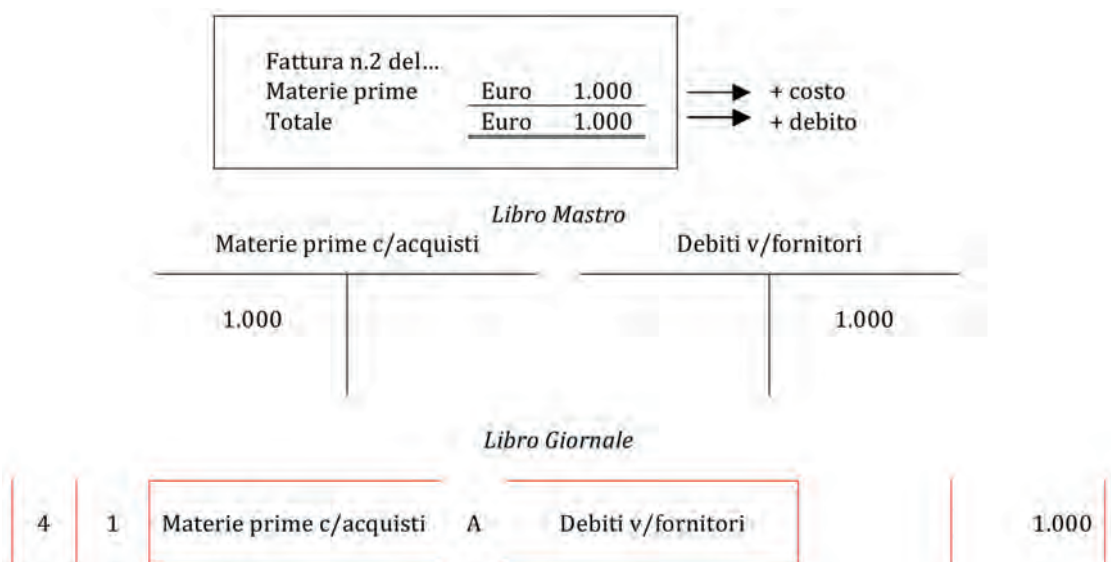 Fattura n.2 del...
Materie prime Euro 1.000 + costo
Totale Euro 1.000 + debito
Libro Mastro
Materie prime c/acquisti Debiti v/fornitori
1.000 1.000
Libro Giornale
4 1 Materie prime c/acquisti A Debiti v/fornitori 1.000